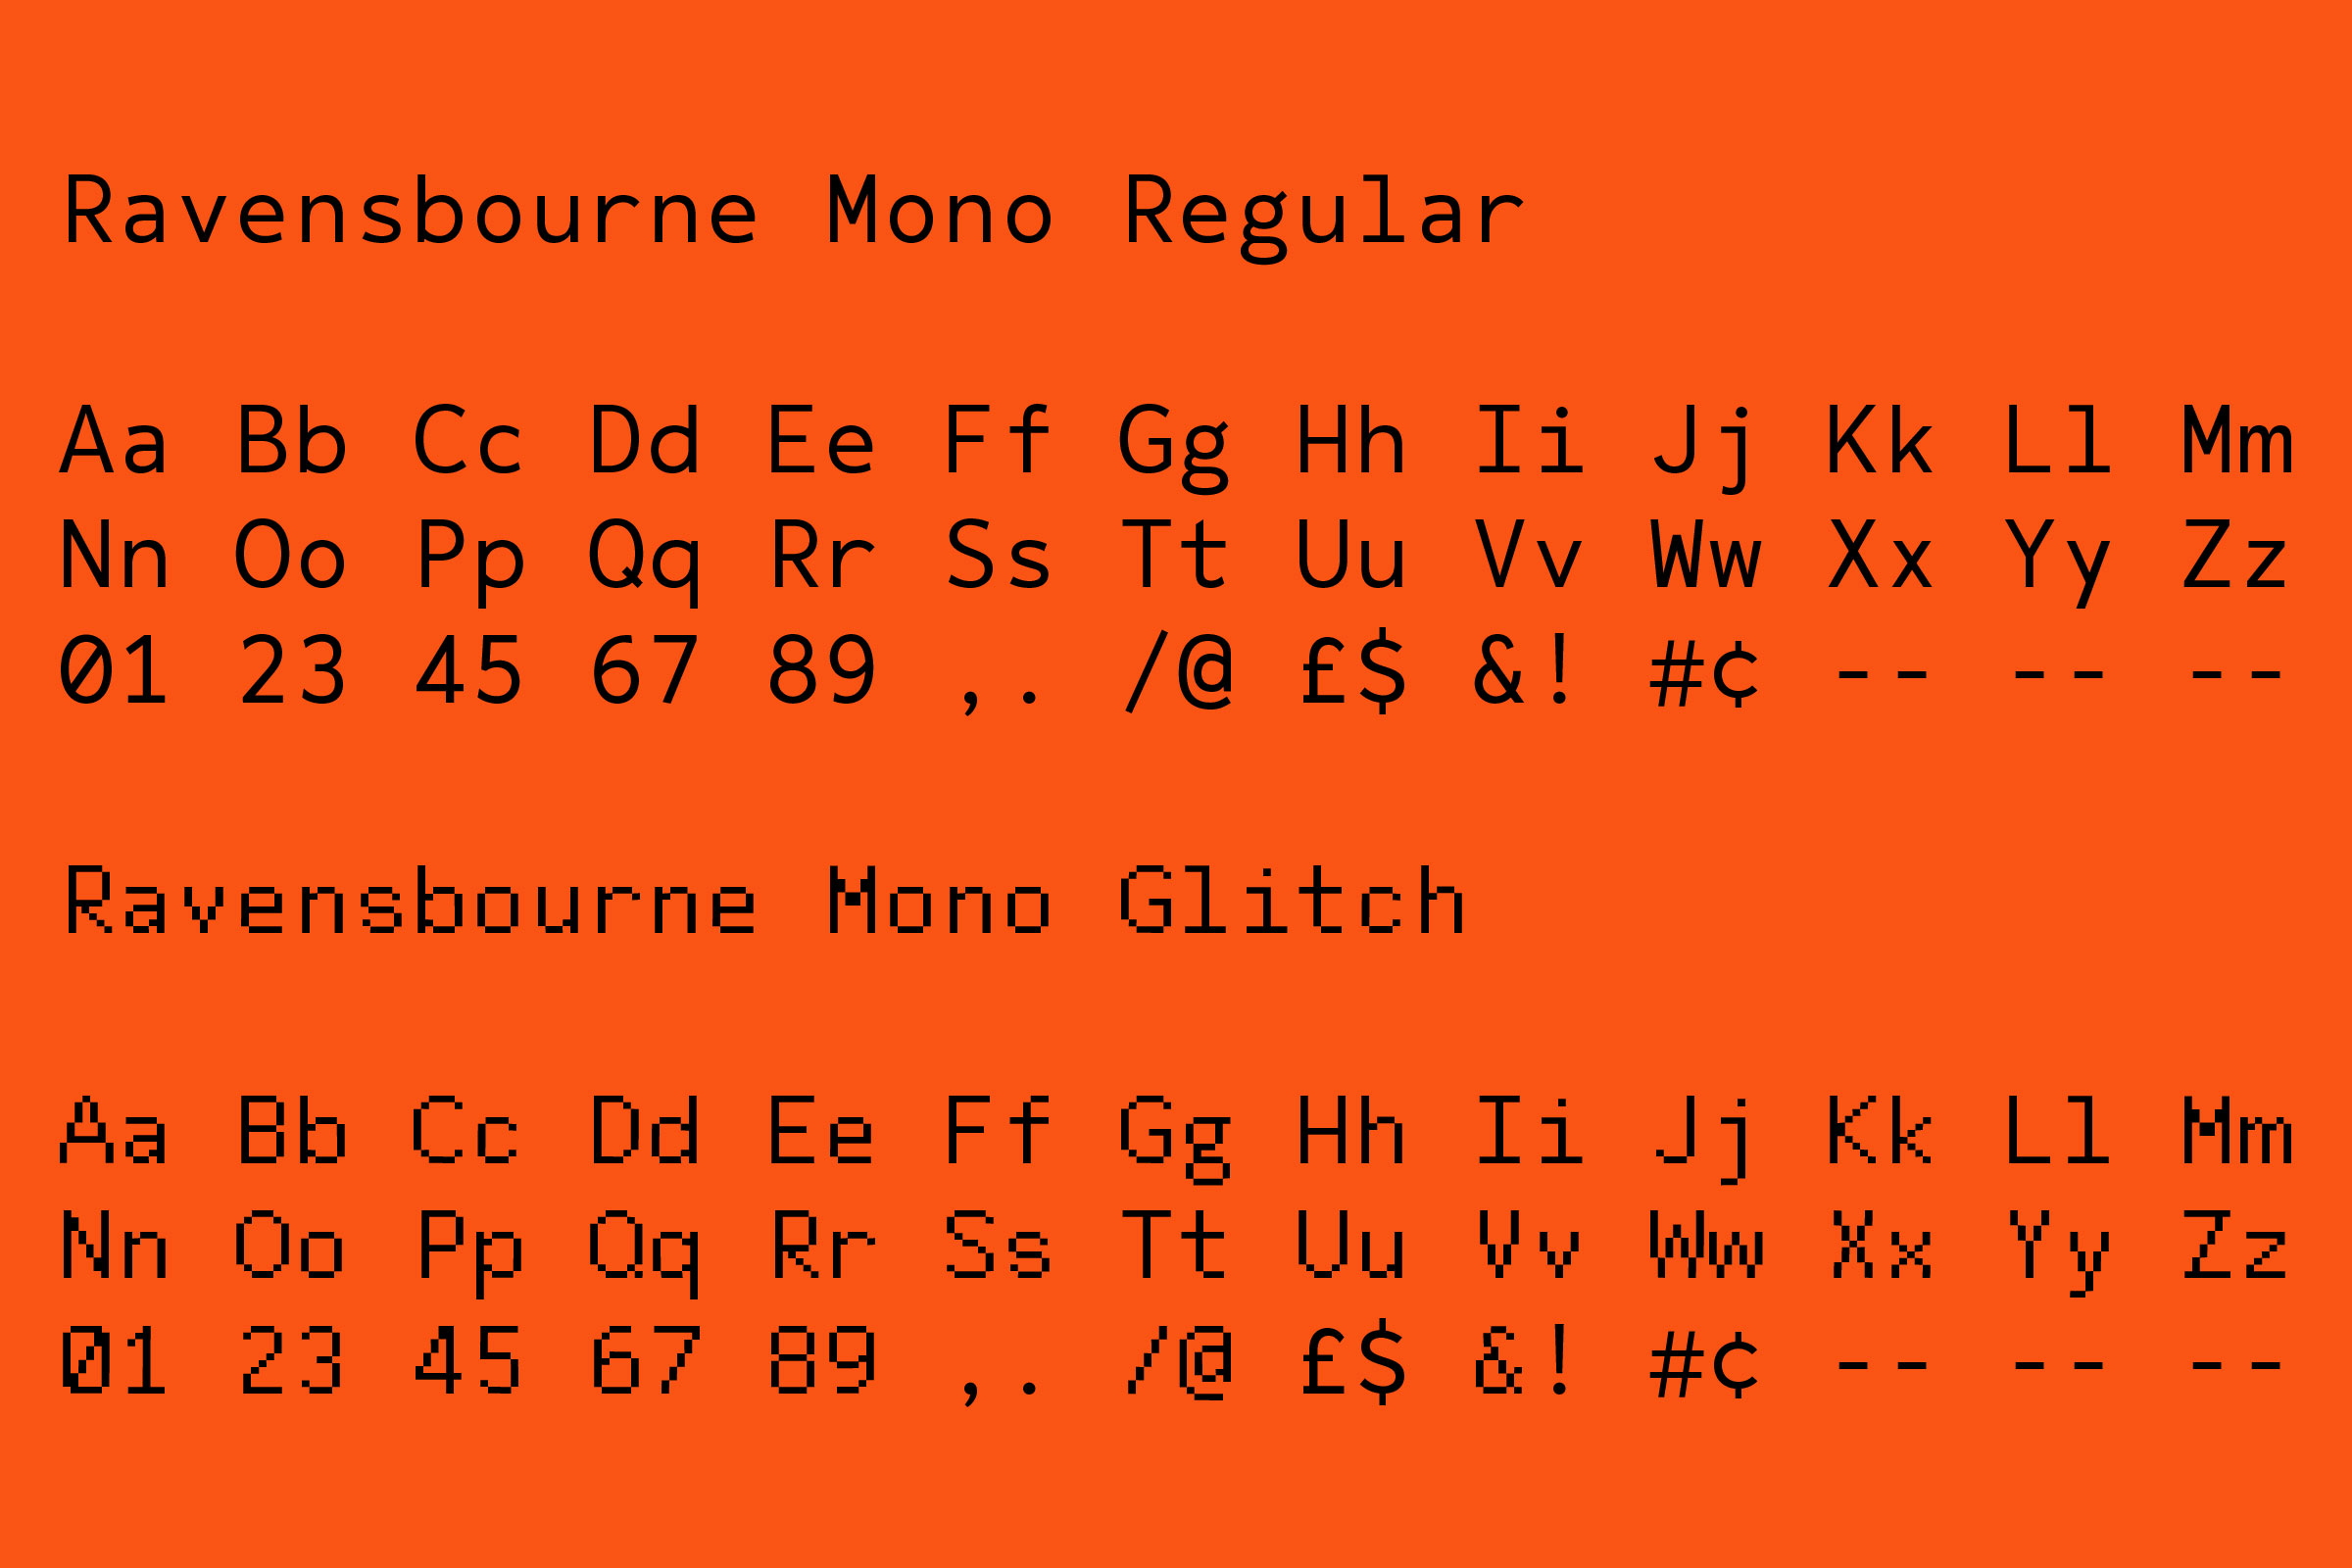 Ravensbourne Mono Regular
Aa Bb Cc Dd Ee Ff Gg Hh Ii Jj Kk Ll Mm
Nn Oo Pp Qq Rr Ss Tt Uu Vv Ww Xx Yy Zz
01 23 45 67 89 ,. /@ £$ &! #¢ -- -- --
Ravensbourne Mono Glitch
Aa Bb Cc Dd Ee Ff Gg Hh Ii Jj Kk Ll Mm
Nn Oo Pp Qq Rr Ss Tt Uu Vv Ww Xx Yy Zz
01 23 45 67 89 ,. /@ £$ &! #¢ -- -- --